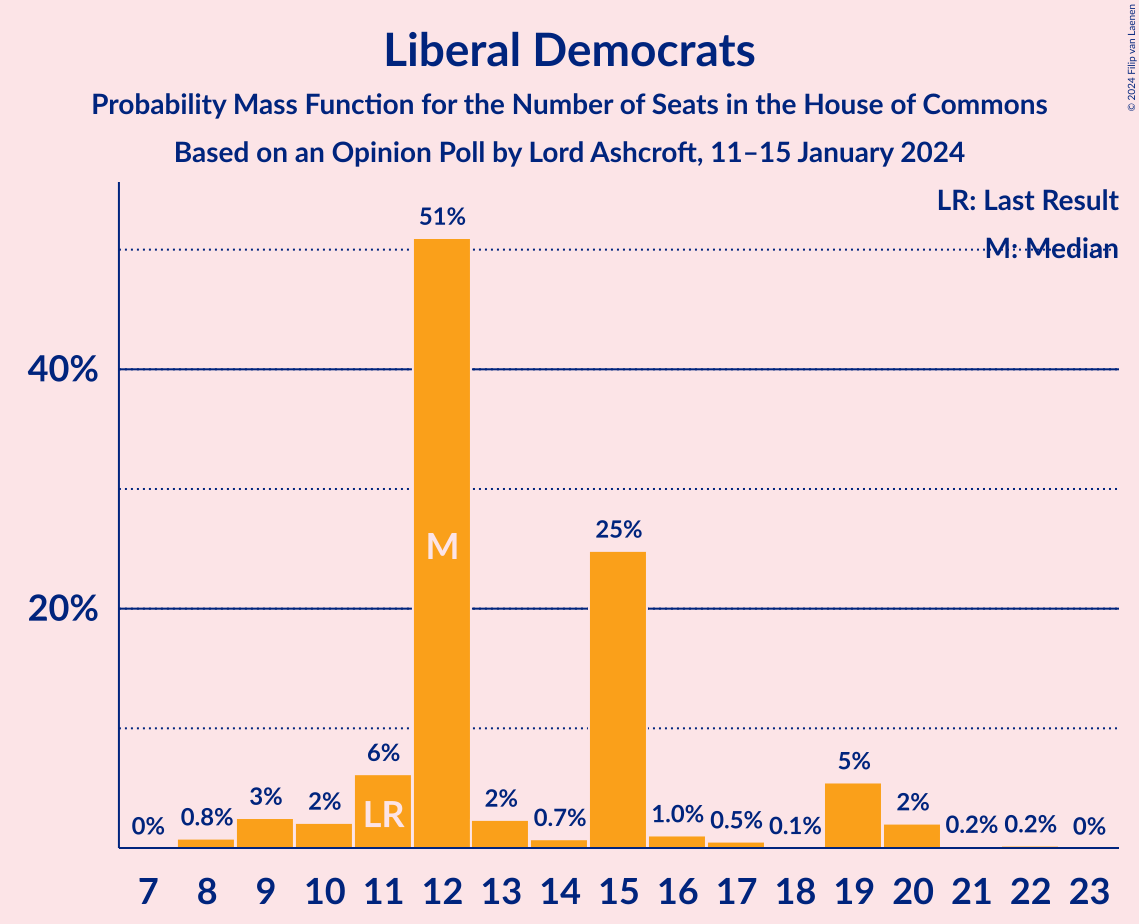 Liberal Democrats
Probability Mass Function for the Number of Seats in the House of Commons
Based on an Opinion Poll by Lord Ashcroft, 11–15 January 2024
© 2024 Filip van Laenen
LR: Last Result
M: Median
40%
20%
0%
0.8%
3%
2%
6%
51%
2%
0.7%
25%
1.0%
0.5%
0.1%
5%
2%
0.2%
0.2%
0%
LR
M
7 8 9 10 11 12 13 14 15 16 17 18 19 20 21 22 23